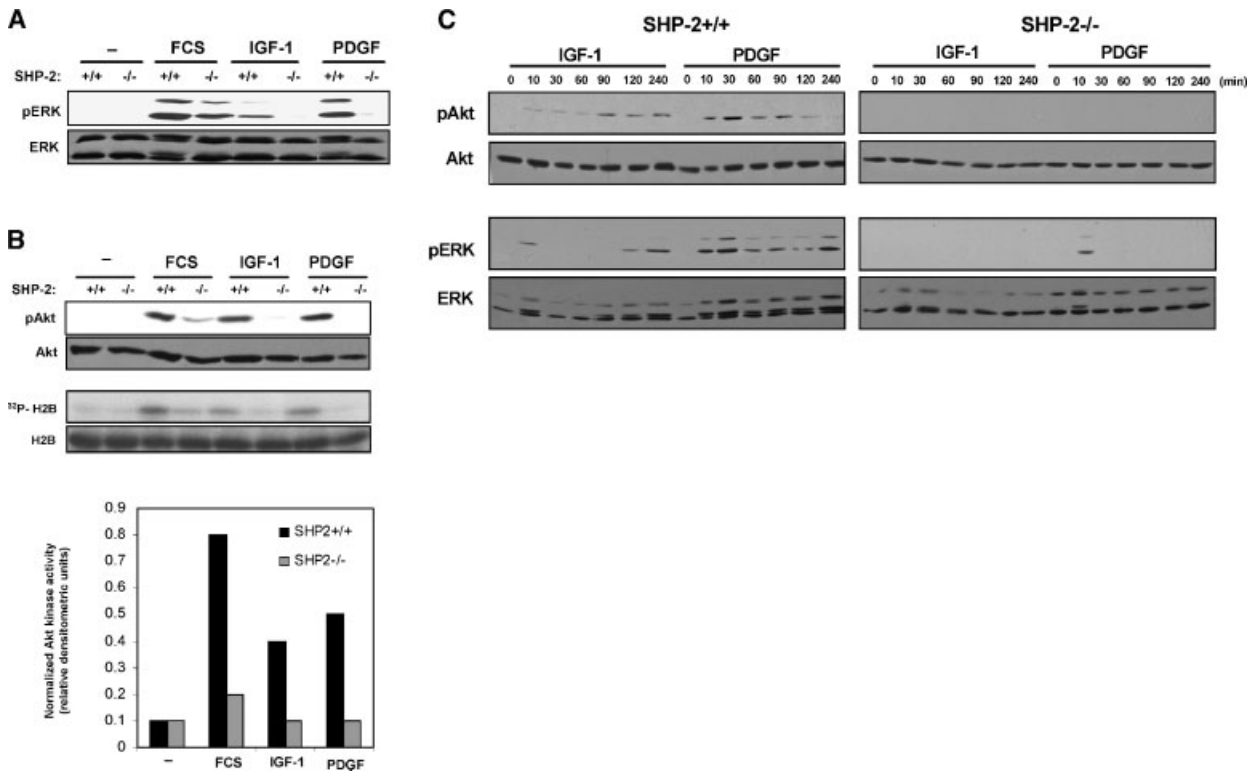 A
– FCS IGF-1 PDGF
SHP-2: +/+ -/- +/+ -/- +/+ -/- +/+ -/-
pERK
ERK
B
– FCS IGF-1 PDGF
SHP-2: +/+ -/- +/+ -/- +/+ -/- +/+ -/-
pAkt
Akt
32P- H2B
H2B
Normalized Akt kinase activity
(relative densitometric units)
0.9
0.8
0.7
0.6
0.5
0.4
0.3
0.2
0.1
0
SHP2+/+
SHP2-/-
– FCS IGF-1 PDGF
C
SHP-2+/+ SHP-2-/-
IGF-1 PDGF IGF-1 PDGF
0 10 30 60 90 120 240 0 10 30 60 90 120 240 0 10 30 60 90 120 240 0 10 30 60 90 120 240 (min)
pAkt
Akt
pERK
ERK